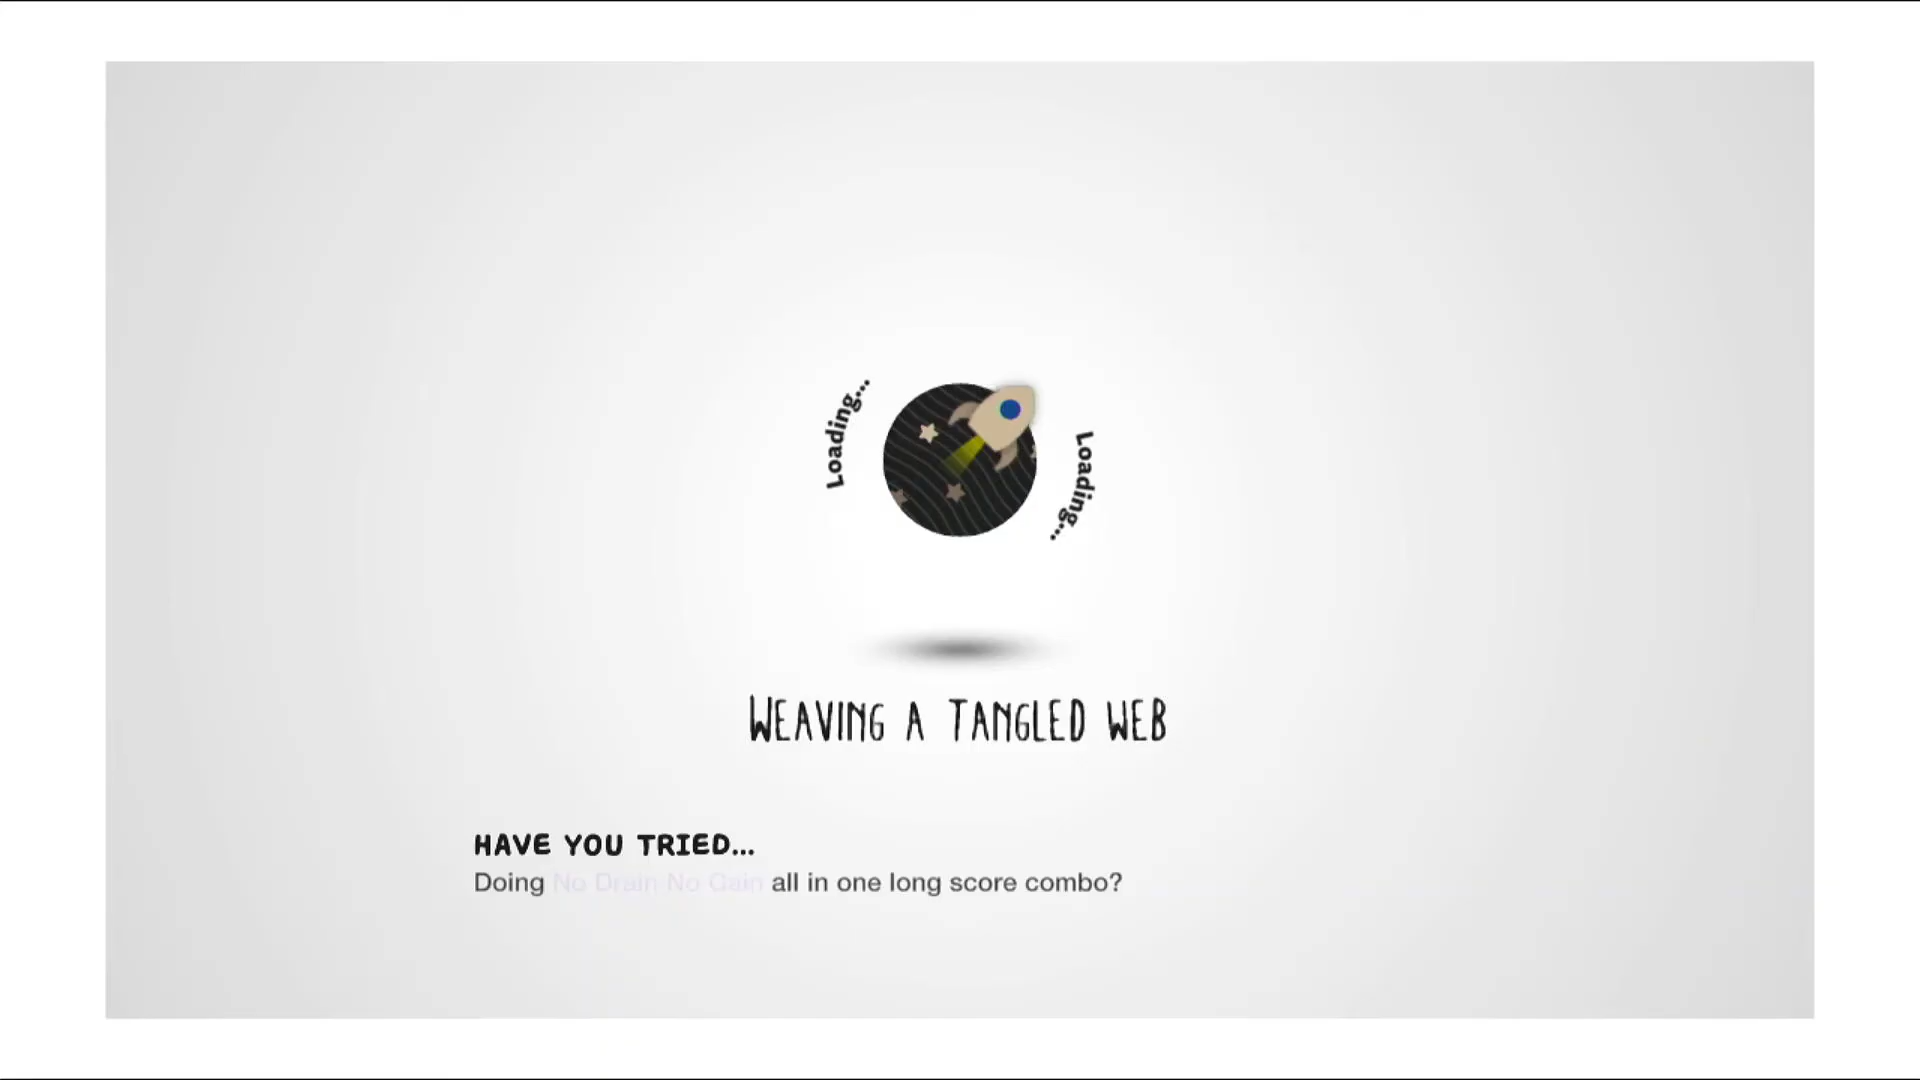 Loading...
Loading...
WEAVING A TANGLED WEB
HAVE YOU TRIED...
Doing No Drain No Gain all in one long score combo?